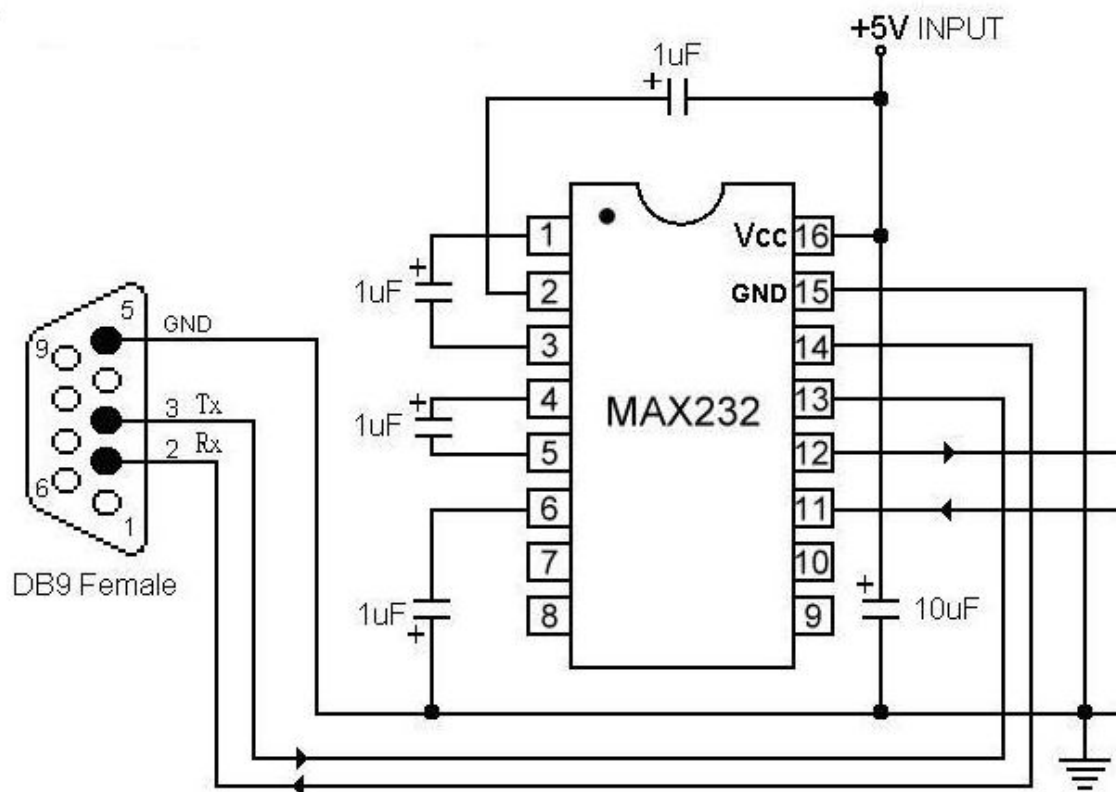 +5V INPUT
1uF
+
1
Vcc 16
+
1uF
2
GND 15
5
GND
3
14
9
+
4
13
3 Tx
MAX232
1uF
5
12
2 Rx
6
6
11
1
7
10
DB9 Female
+
10uF
1uF
8
9
+